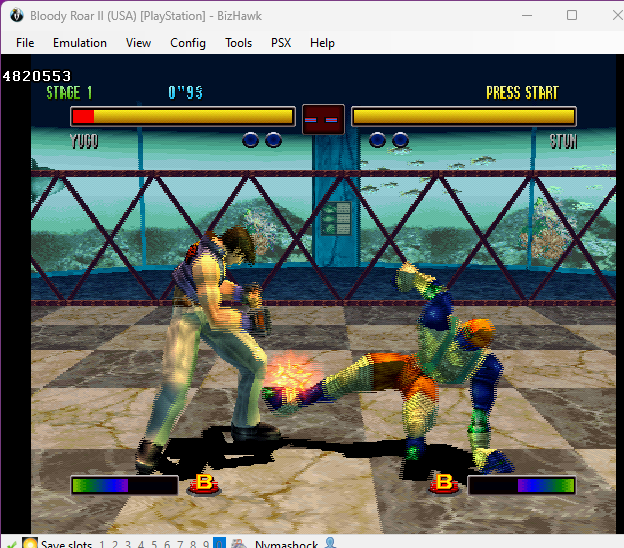 Bloody Roar II (USA) [PlayStation] - BizHawk
File Emulation View Config Tools PSX Help
4820553
STAGE 1 0"93 PRESS START
YUGO STUN
B B
Save slots 1 2 3 4 5 6 7 8 9 0 Nymashock